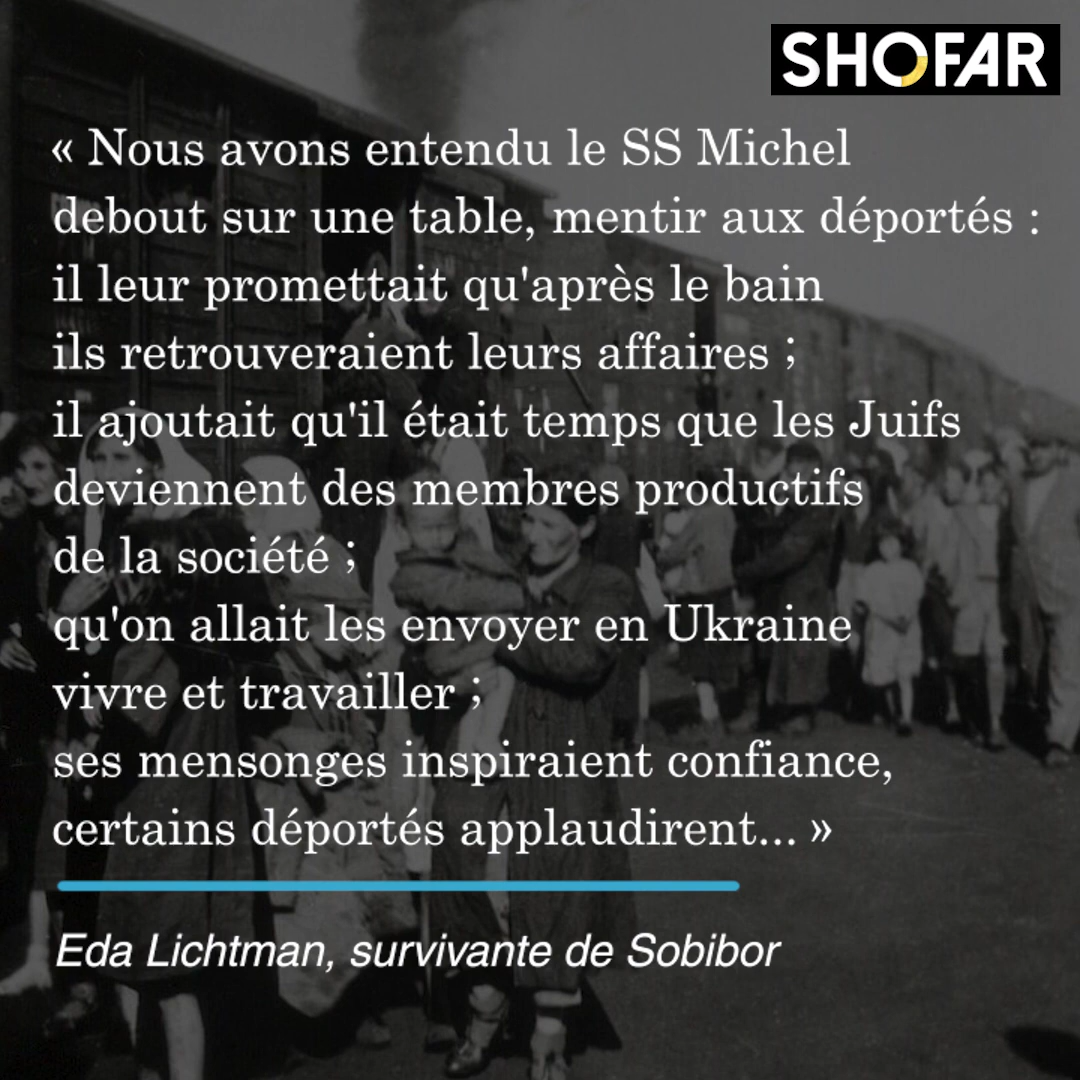 SHOFAR
« Nous avons entendu le SS Michel
debout sur une table, mentir aux déportés :
il leur promettait qu'après le bain
ils retrouveraient leurs affaires ;
il ajoutait qu'il était temps que les Juifs
deviennent des membres productifs
de la société ;
qu'on allait les envoyer en Ukraine
vivre et travailler ;
ses mensonges inspiraient confiance,
certains déportés applaudirent... »
Eda Lichtman, survivante de Sobibor